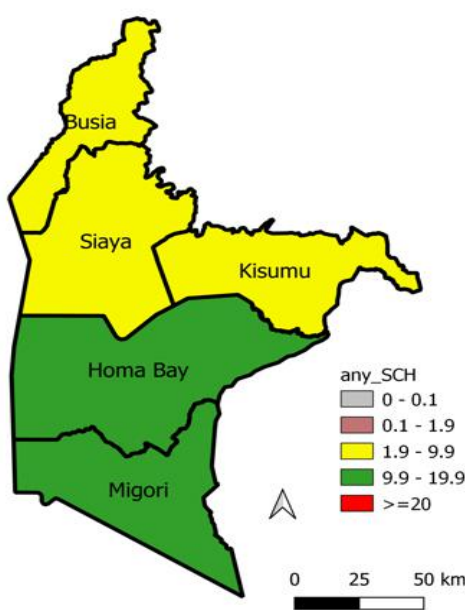 Busia
Siaya
Kisumu
Homa Bay
Migori
any_SCH
0 - 0.1
0.1 - 1.9
1.9 - 9.9
9.9 - 19.9
>=20
0 25 50 km